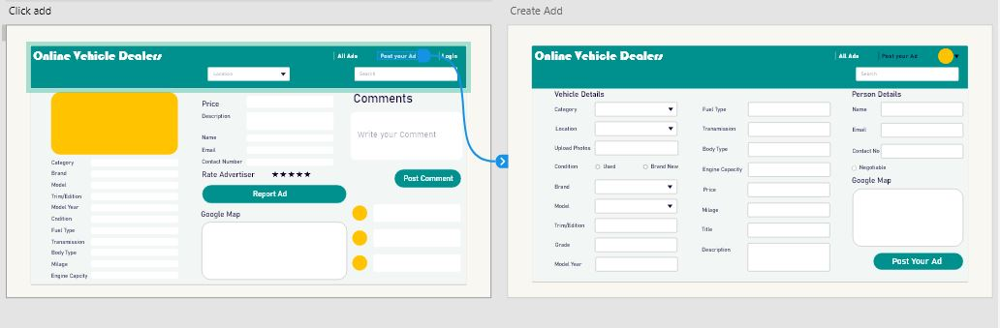 Click add
Online Vehicle Dealers
All Ads
Post your Ad
Login
Location
Search
Category
Brand
Model
Trim/Edition
Model Year
Cndition
Fuel Type
Transmission
Body Type
Milage
Engine Capcity
Price
Description
Name
Email
Contact Number
Rate Advertiser ★★★★★
Report Ad
Google Map
Comments
Write your Comment
Post Comment
Create Add
Online Vehicle Dealers
All Ads
Post your Ad
Search
Vehicle Details
Category
Location
Upload Photos
Condition
Used
Brand New
Brand
Model
Trim/Edition
Grade
Model Year
Fuel Type
Transmission
Body Type
Engine Capacity
Price
Milage
Title
Description
Person Details
Name
Email
Contact No
Negotiable
Google Map
Post Your Ad